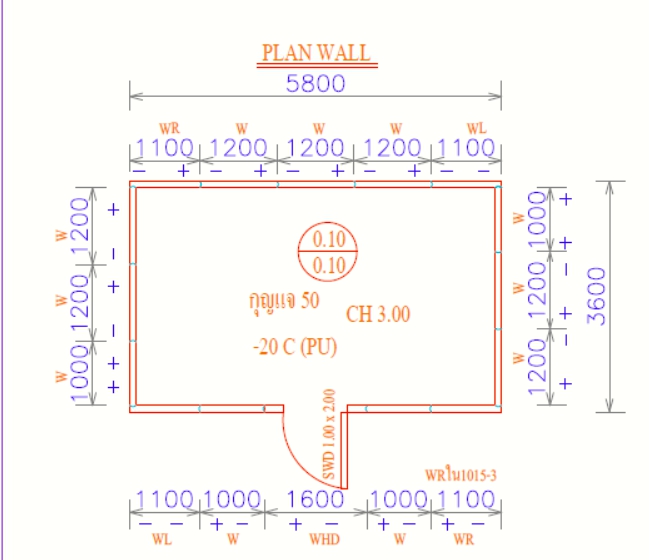 PLAN WALL
5800
WR W W W WL
1100 1200 1200 1200 1100
- + - + - + - + - +
W 1200 + -
W 1200 + -
W 1000 + +
0.10
0.10
กุญแจ 50 CH 3.00
-20 C (PU)
W 1000 + +
W 1200 - +
W 1200 - +
3600
SWD 1.00 x 2.00
WRใน1015-3
1100 1000 1600 1000 1100
- - + - + - + - + -
WL W WHD W WR